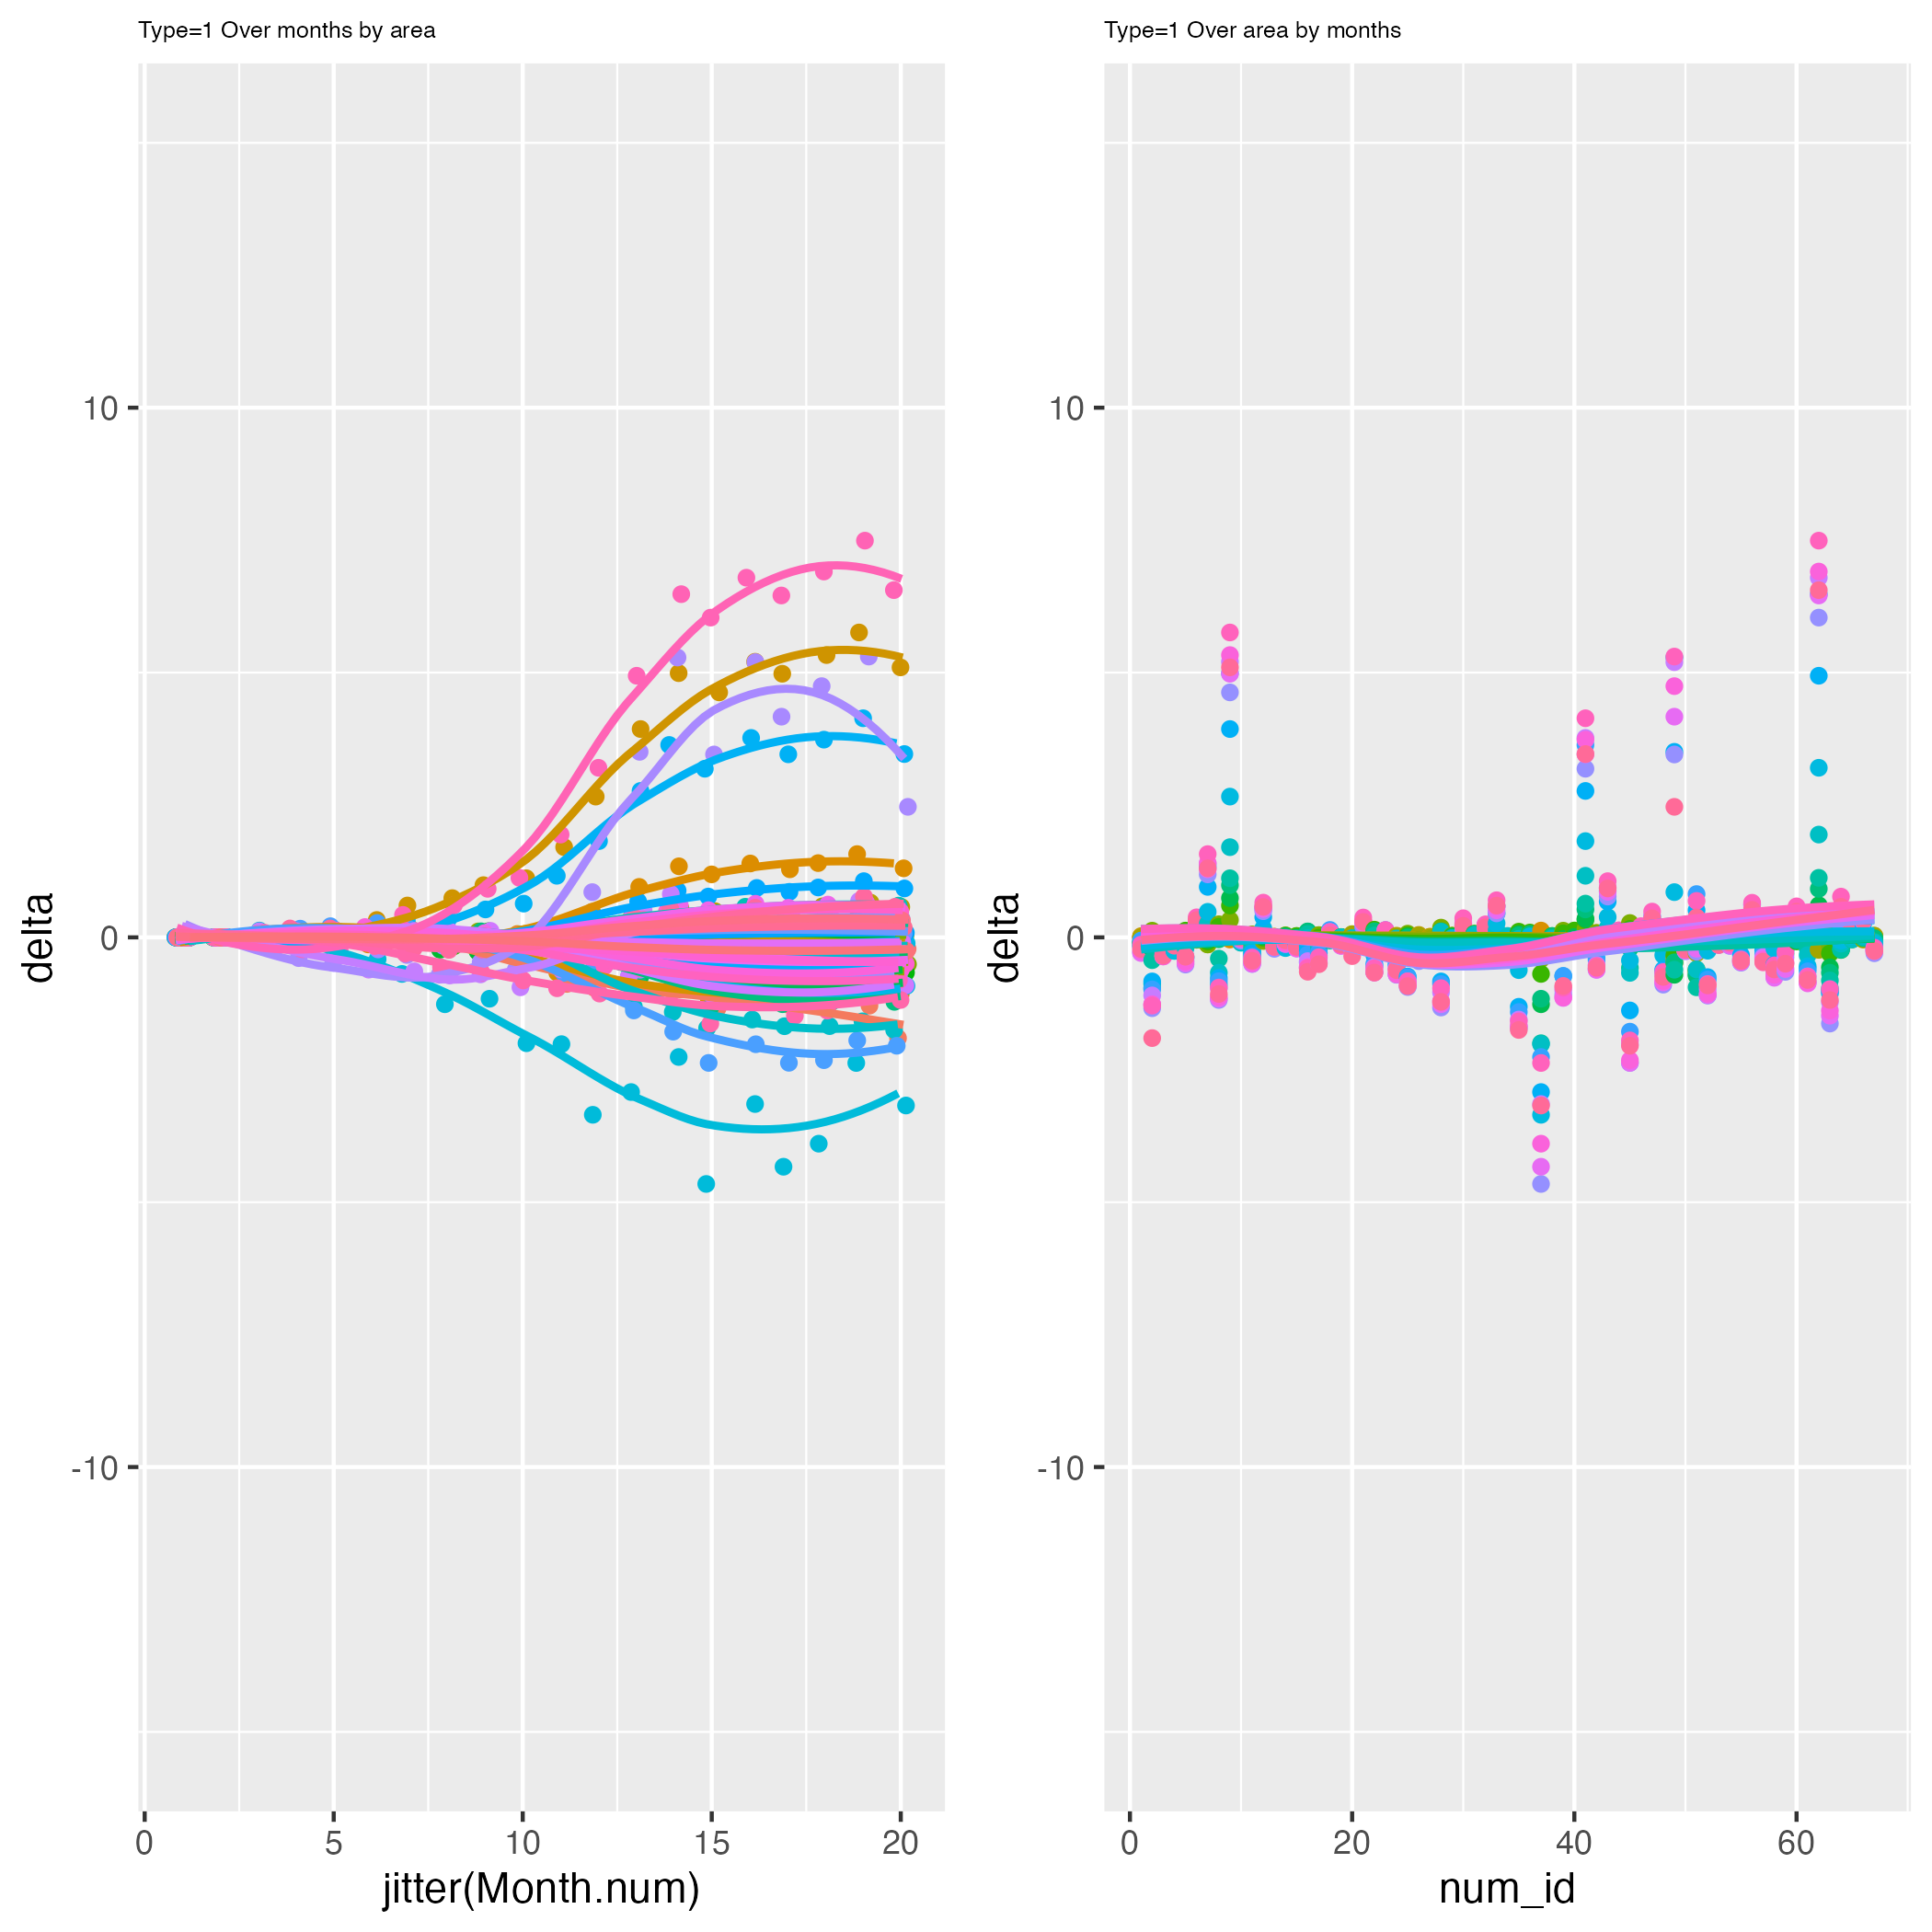 Type=1 Over months by area
delta
10
0
-10
0 5 10 15 20
jitter(Month.num)
Type=1 Over area by months
delta
10
0
-10
0 20 40 60
num_id